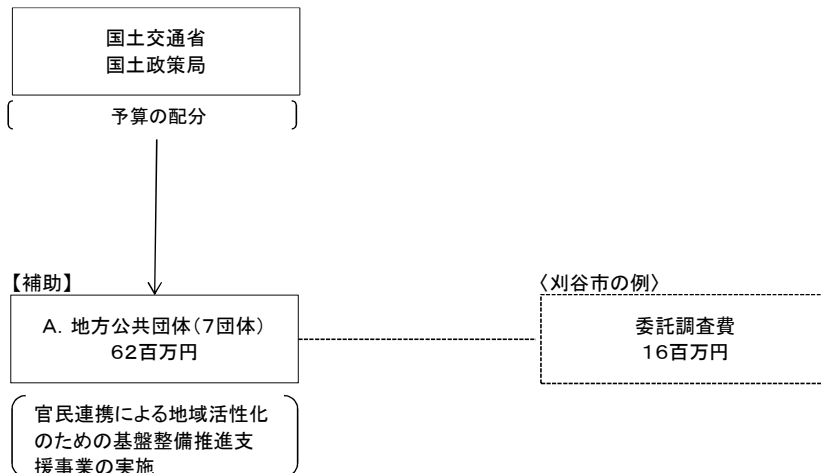 国土交通省
国土政策局
予算の配分
【補助】
〈刈谷市の例〉
A. 地方公共団体(7団体)
62百万円
委託調査費
16百万円
官民連携による地域活性化
のための基盤整備推進支
援事業の実施